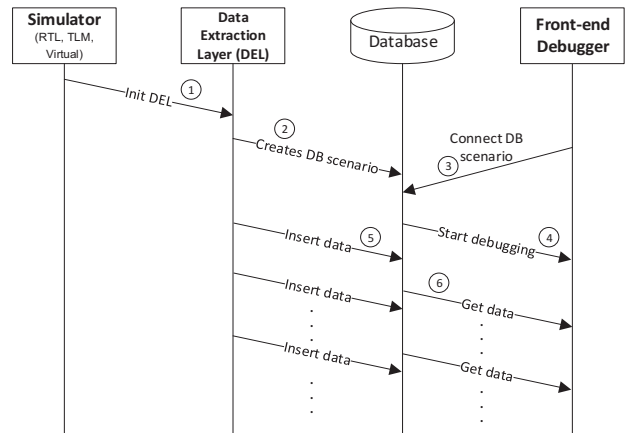 Simulator
(RTL, TLM,
Virtual)
Data
Extraction
Layer (DEL)
Database
Front-end
Debugger
Init DEL
1
2
Creates DB scenario
Connect DB
scenario
3
Insert data
5
Start debugging
4
Insert data
6
Get data
Insert data
Get data